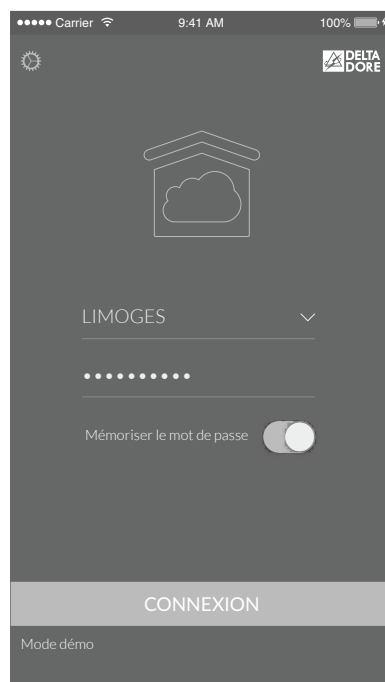 Carrier 9:41 AM 100%
DELTA
DORE
LIMOGES
••••••••••
Mémoriser le mot de passe
CONNEXION
Mode démo